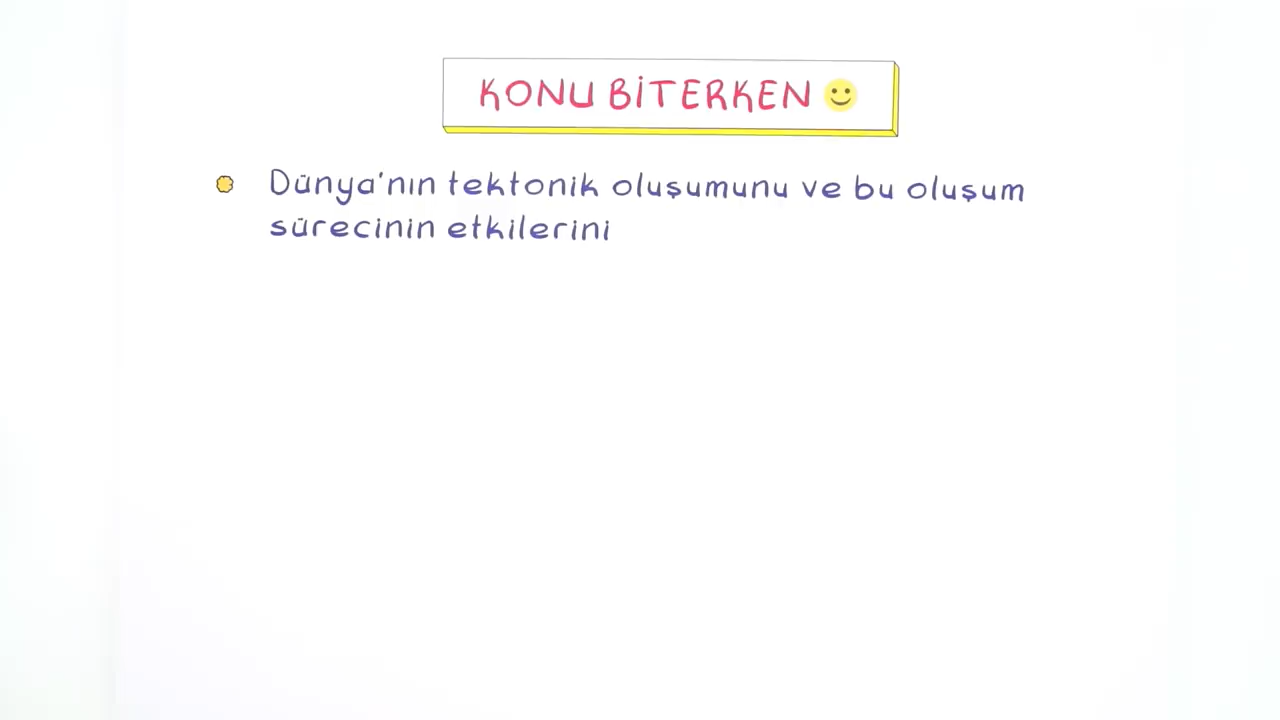 KONU BİTERKEN
Dünya'nın tektonik oluşumunu ve bu oluşum
sürecinin etkilerini